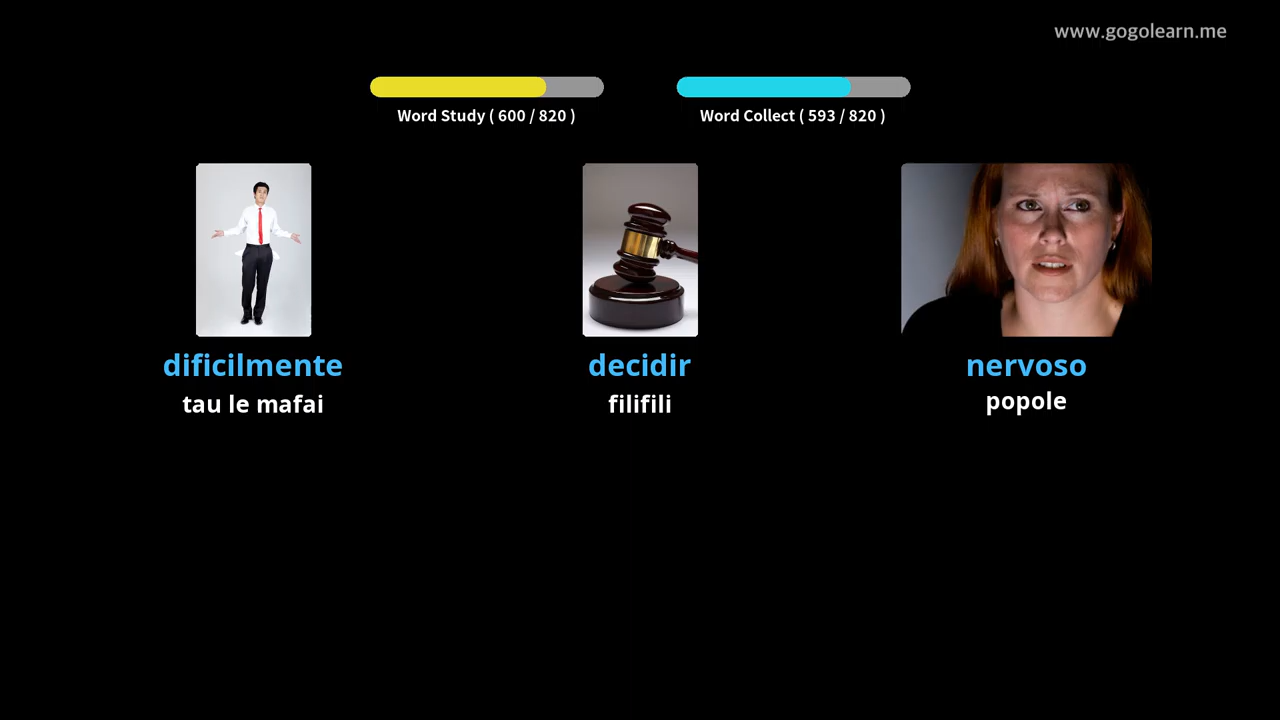 www.gogolearn.me
Word Study ( 600 / 820 )
Word Collect ( 593 / 820 )
dificilmente
tau le mafai
decidir
filifili
nervoso
popole